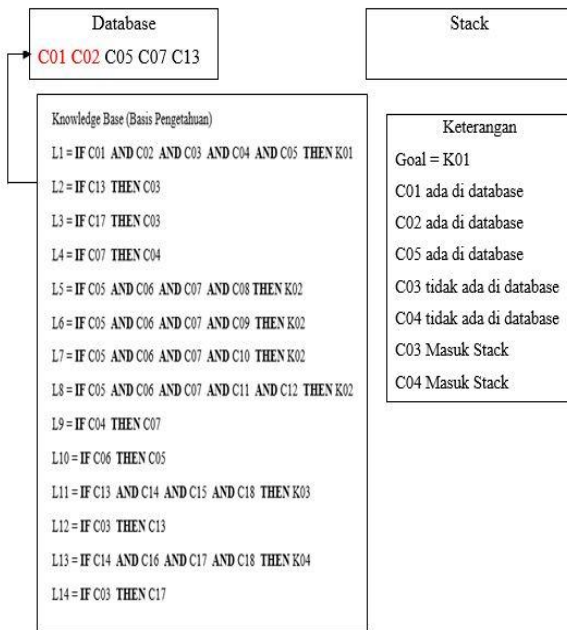 Database
C01 C02 C05 C07 C13
Stack
Knowledge Base (Basis Pengetahuan)
L1 = IF C01 AND C02 AND C03 AND C04 AND C05 THEN K01
L2 = IF C13 THEN C03
L3 = IF C17 THEN C03
L4 = IF C07 THEN C04
L5 = IF C05 AND C06 AND C07 AND C08 THEN K02
L6 = IF C05 AND C06 AND C07 AND C09 THEN K02
L7 = IF C05 AND C06 AND C07 AND C10 THEN K02
L8 = IF C05 AND C06 AND C07 AND C11 AND C12 THEN K02
L9 = IF C04 THEN C07
L10 = IF C06 THEN C05
L11 = IF C13 AND C14 AND C15 AND C18 THEN K03
L12 = IF C03 THEN C13
L13 = IF C14 AND C16 AND C17 AND C18 THEN K04
L14 = IF C03 THEN C17
Keterangan
Goal = K01
C01 ada di database
C02 ada di database
C05 ada di database
C03 tidak ada di database
C04 tidak ada di database
C03 Masuk Stack
C04 Masuk Stack